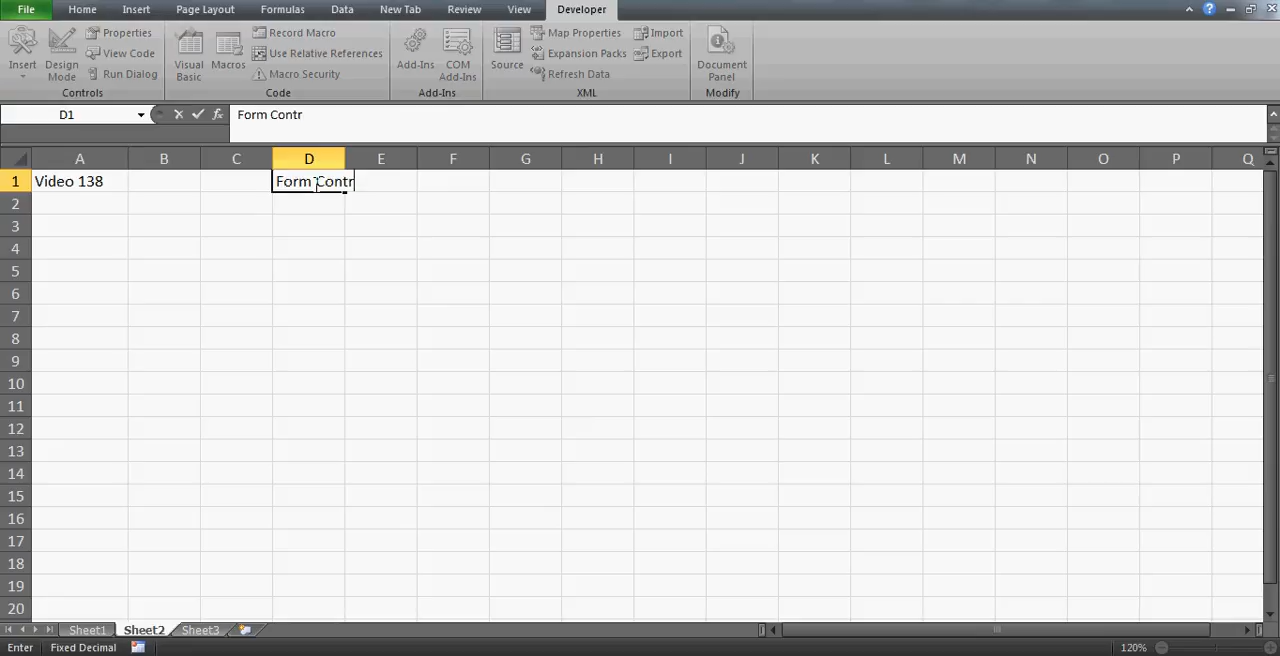 File Home Insert Page Layout Formulas Data New Tab Review View Developer
Insert Design Mode Properties View Code Run Dialog
Visual Basic Macros Record Macro Use Relative References Macro Security
Add-Ins COM Add-Ins
Source Map Properties Expansion Packs Refresh Data Import Export
Document Panel
Controls Code Add-Ins XML Modify
D1 fx Form Contr
A B C D E F G H I J K L M N O P Q
1 Video 138 Form Contr
2
3
4
5
6
7
8
9
10
11
12
13
14
15
16
17
18
19
20
Sheet1 Sheet2 Sheet3
Enter Fixed Decimal 120%